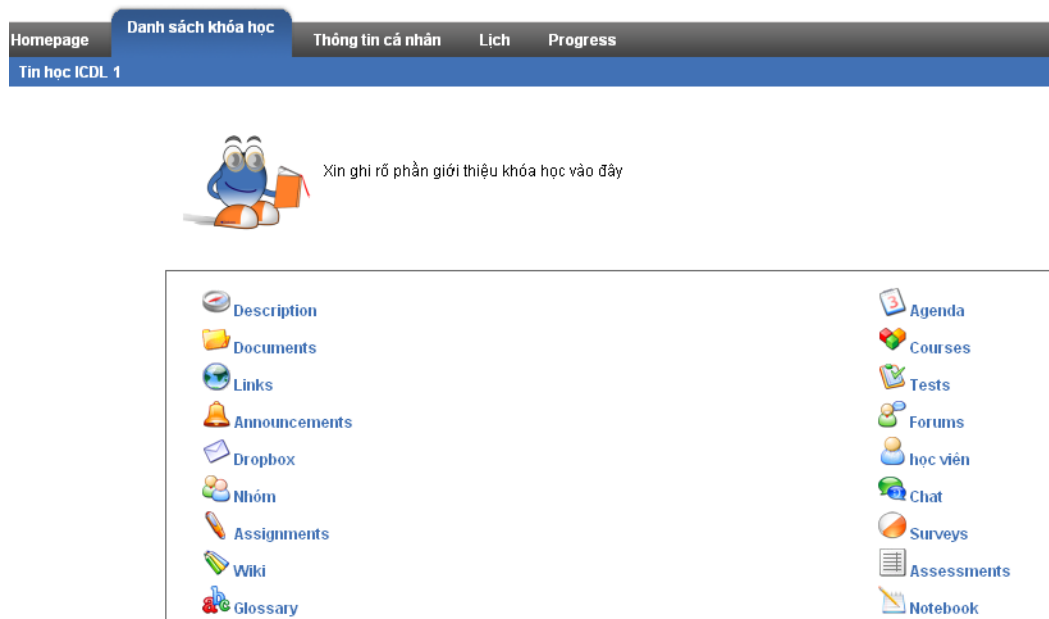 Homepage Danh sách khóa học Thông tin cá nhân Lịch Progress
Tin học ICDL 1
Xin ghi rõ phần giới thiệu khóa học vào đây
Description
Documents
Links
Announcements
Dropbox
Nhóm
Assignments
Wiki
Glossary
3
Agenda
Courses
Tests
Forums
học viên
Chat
Surveys
Assessments
Notebook
abc